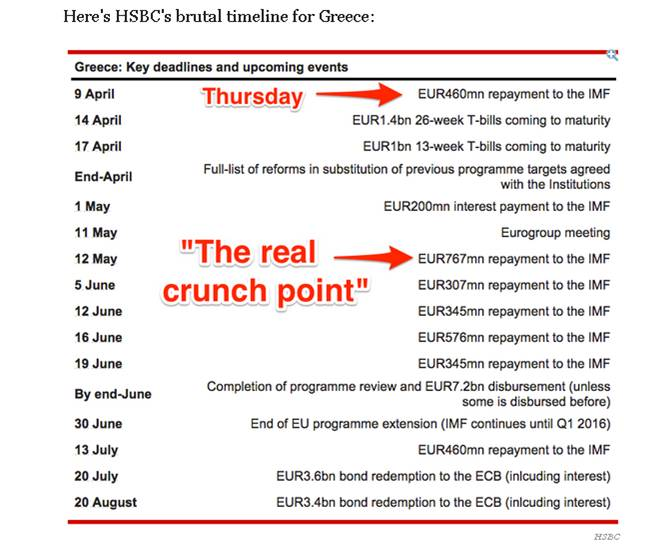 Here's HSBC's brutal timeline for Greece:
Greece: Key deadlines and upcoming events
9 April Thursday EUR460mn repayment to the IMF
14 April EUR1.4bn 26-week T-bills coming to maturity
17 April EUR1bn 13-week T-bills coming to maturity
End-April Full-list of reforms in substitution of previous programme targets agreed
with the Institutions
1 May EUR200mn interest payment to the IMF
11 May Eurogroup meeting
12 May "The real EUR767mn repayment to the IMF
5 June crunch point" EUR307mn repayment to the IMF
12 June EUR345mn repayment to the IMF
16 June EUR576mn repayment to the IMF
19 June EUR345mn repayment to the IMF
By end-June Completion of programme review and EUR7.2bn disbursement (unless
some is disbursed before)
30 June End of EU programme extension (IMF continues until Q1 2016)
13 July EUR460mn repayment to the IMF
20 July EUR3.6bn bond redemption to the ECB (inlcuding interest)
20 August EUR3.4bn bond redemption to the ECB (inlcuding interest)
HSBC